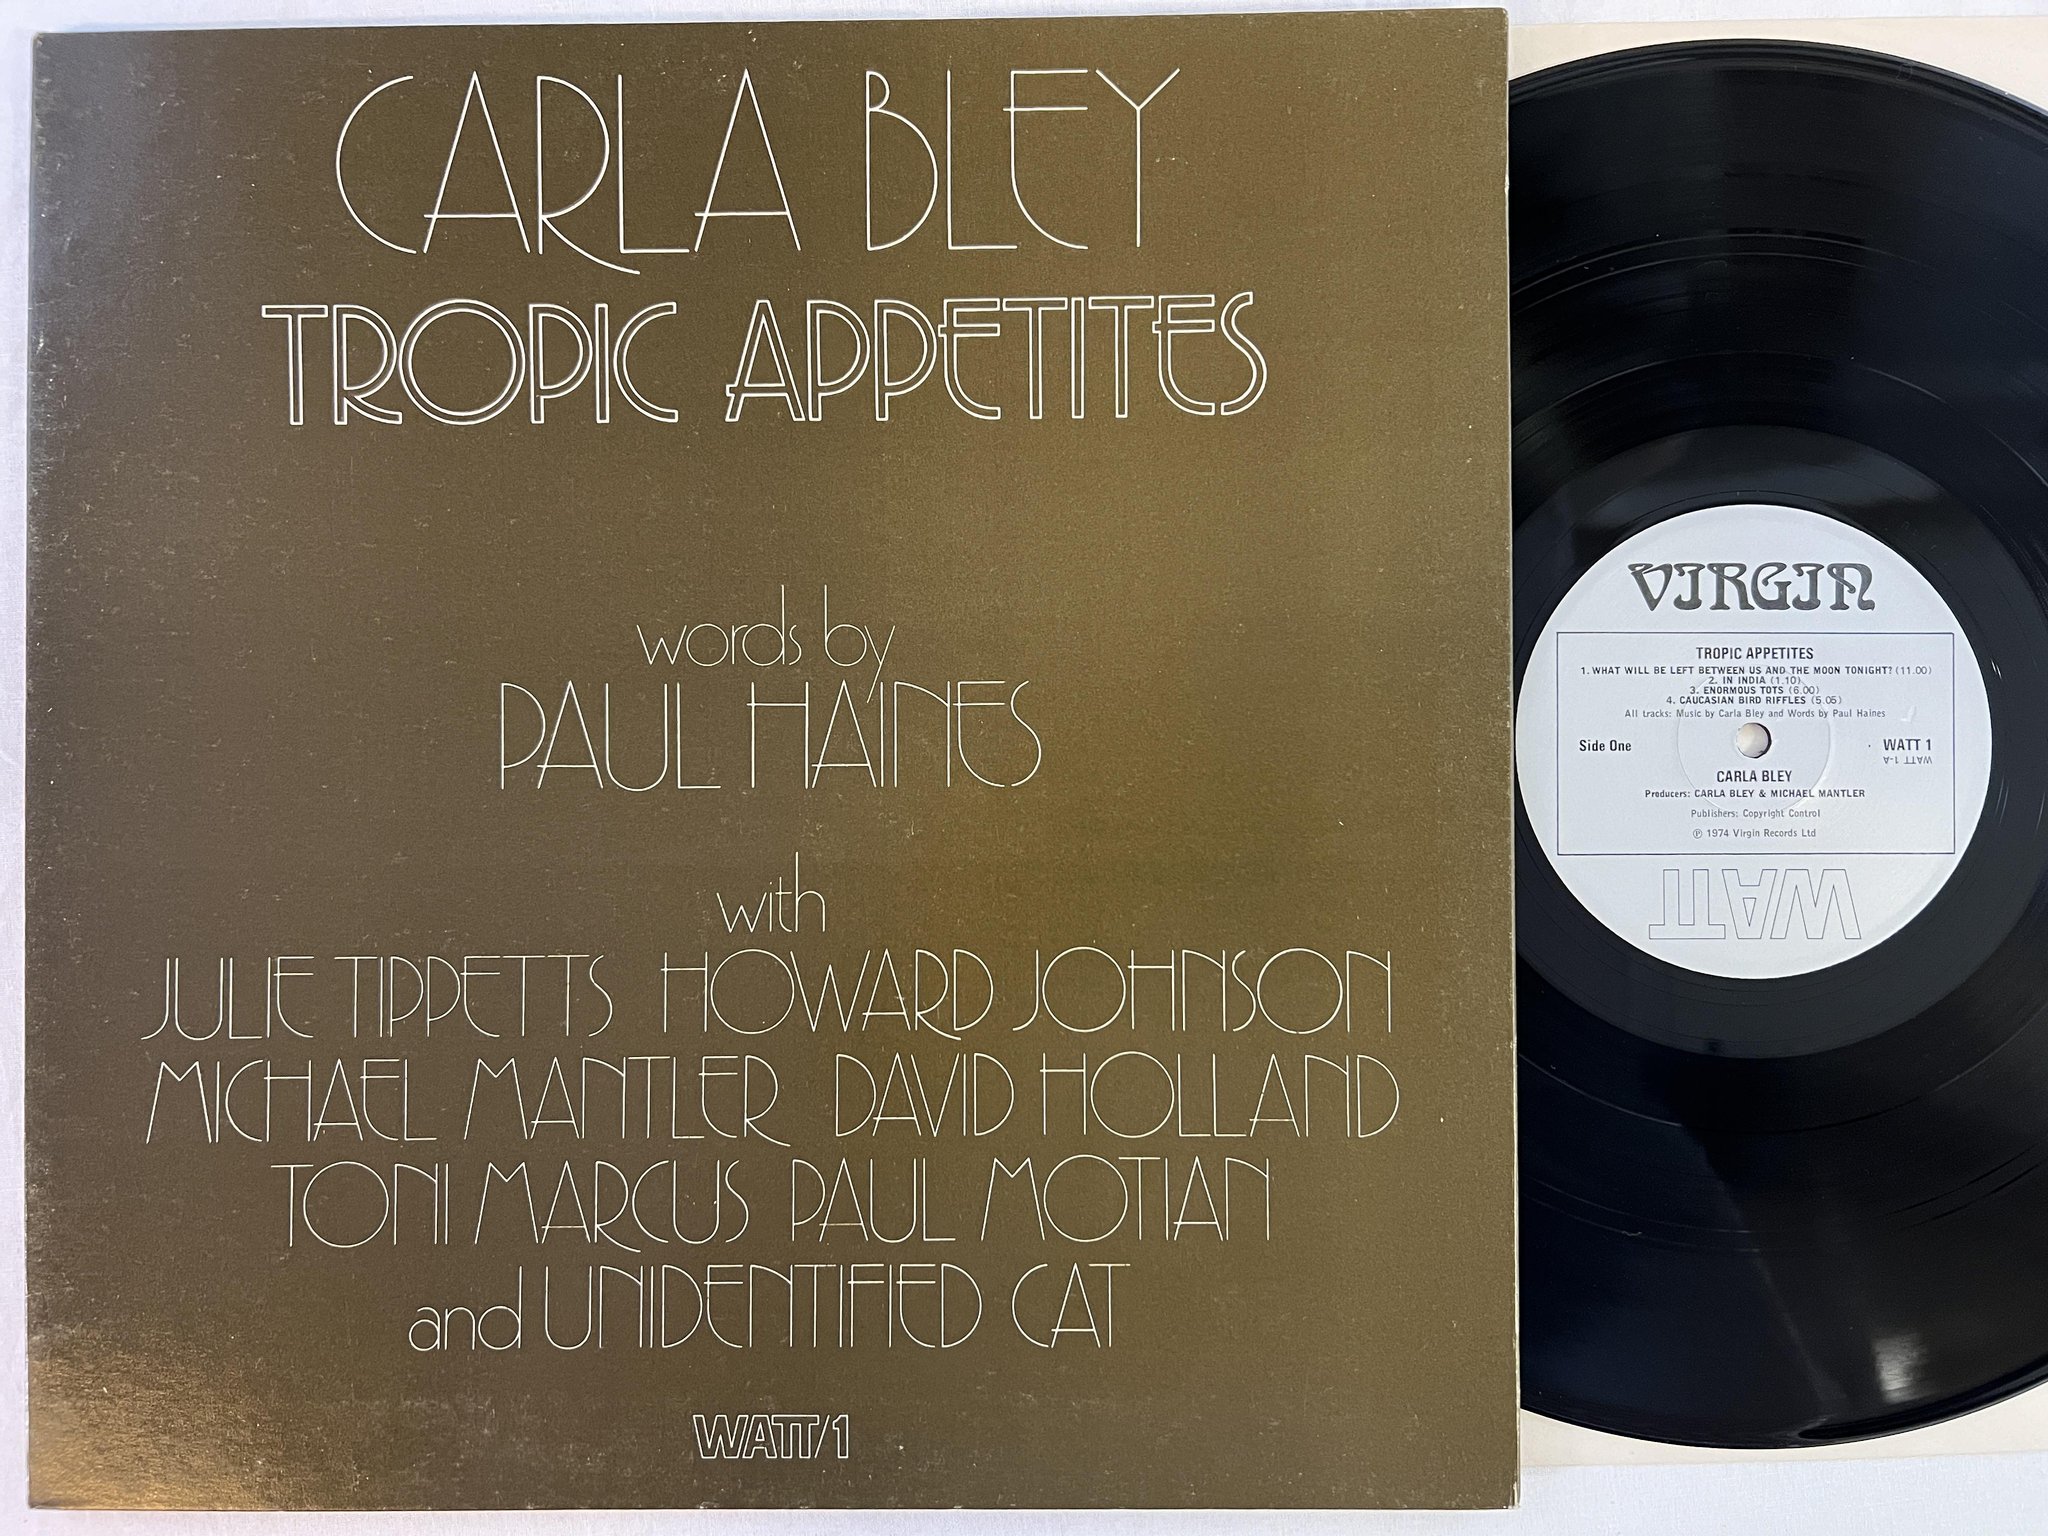 CARLA BLEY
TROPIC APPETITES
words by
PAUL HAINES
with
JULIE TIPPETTS HOWARD JOHNSON
MICHAEL MANTLER DAVID HOLLAND
TONI MARCUS PAUL MOTIAN
and UNIDENTIFIED CAT
WATT/1
VIRGIN
TROPIC APPETITES
1. WHAT WILL BE LEFT BETWEEN US AND THE MOON TONIGHT? (11.00)
2. IN INDIA (1.10)
3. ENORMOUS TOTS (6.00)
4. CAUCASIAN BIRD RIFFLES (5.05)
All tracks: Music by Carla Bley and Words by Paul Haines
Side One
WATT 1
WATT 1-A
CARLA BLEY
Producers: CARLA BLEY & MICHAEL MANTLER
Publishers: Copyright Control
℗ 1974 Virgin Records Ltd
WATT